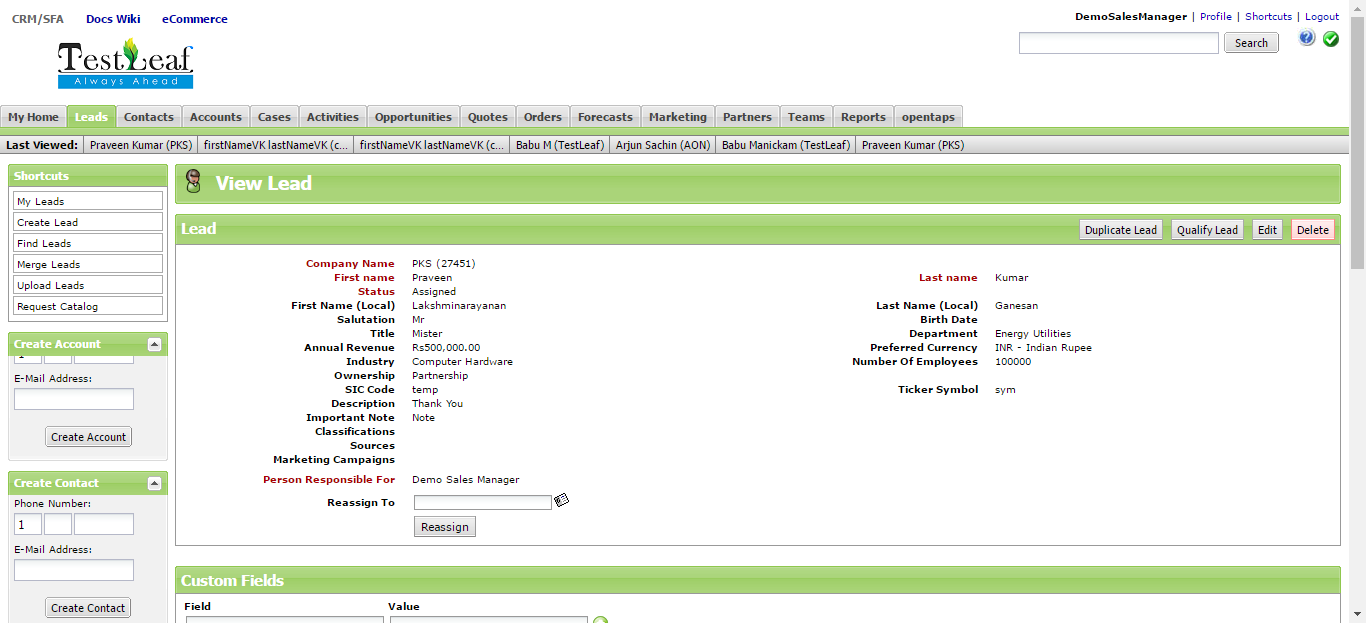 CRM/SFA Docs Wiki eCommerce
DemoSalesManager | Profile | Shortcuts | Logout
TestLeaf
Always Ahead
Search
My Home Leads Contacts Accounts Cases Activities Opportunities Quotes Orders Forecasts Marketing Partners Teams Reports opentaps
Last Viewed: Praveen Kumar (PKS) firstNameVK lastNameVK (c... firstNameVK lastNameVK (c... Babu M (TestLeaf) Arjun Sachin (AON) Babu Manickam (TestLeaf) Praveen Kumar (PKS)
Shortcuts
My Leads
Create Lead
Find Leads
Merge Leads
Upload Leads
Request Catalog
Create Account
E-Mail Address:
Create Account
Create Contact
Phone Number:
1
E-Mail Address:
Create Contact
View Lead
Lead Duplicate Lead Qualify Lead Edit Delete
Company Name PKS (27451)
First name Praveen Last name Kumar
Status Assigned
First Name (Local) Lakshminarayanan Last Name (Local) Ganesan
Salutation Mr Birth Date
Title Mister Department Energy Utilities
Annual Revenue Rs500,000.00 Preferred Currency INR - Indian Rupee
Industry Computer Hardware Number Of Employees 100000
Ownership Partnership
SIC Code temp Ticker Symbol sym
Description Thank You
Important Note Note
Classifications
Sources
Marketing Campaigns
Person Responsible For Demo Sales Manager
Reassign To
Reassign
Custom Fields
Field Value